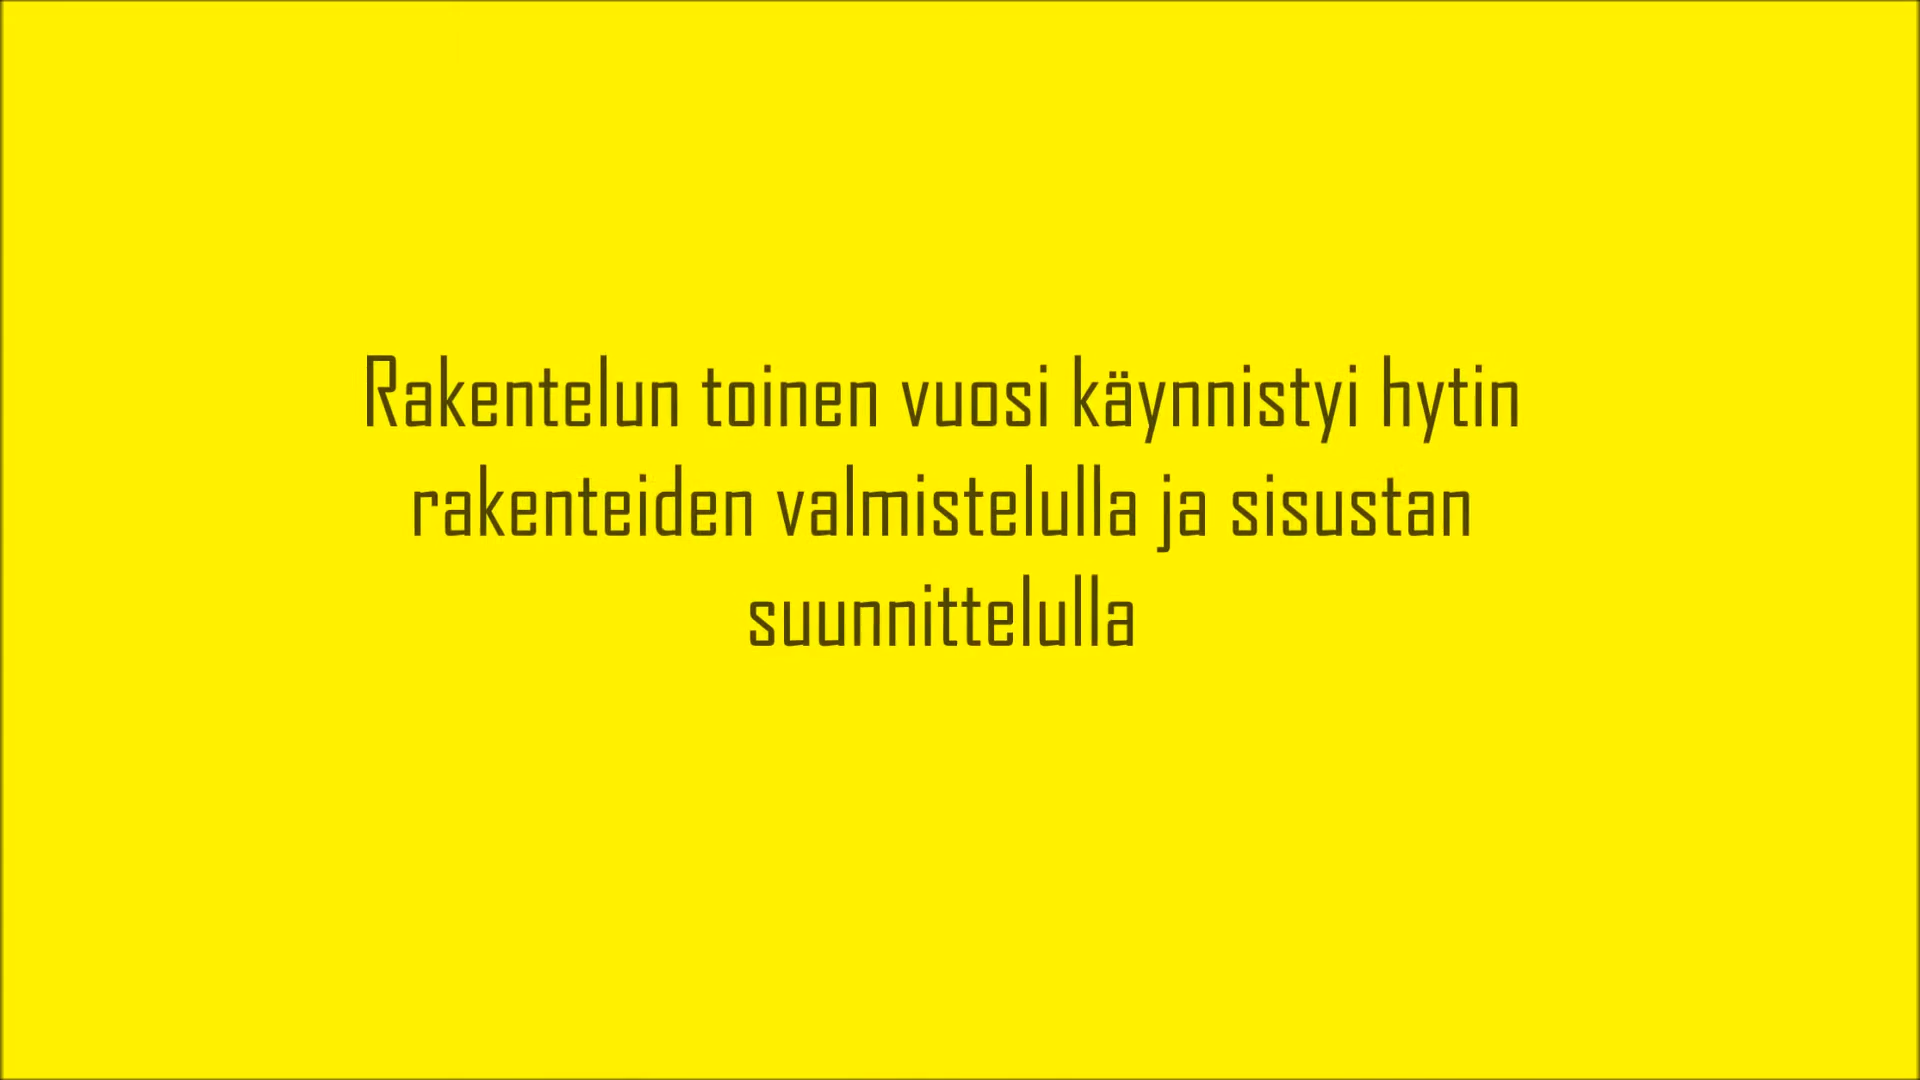 Rakentelun toinen vuosi käynnistyi hytin
rakenteiden valmistelulla ja sisustan
suunnittelulla